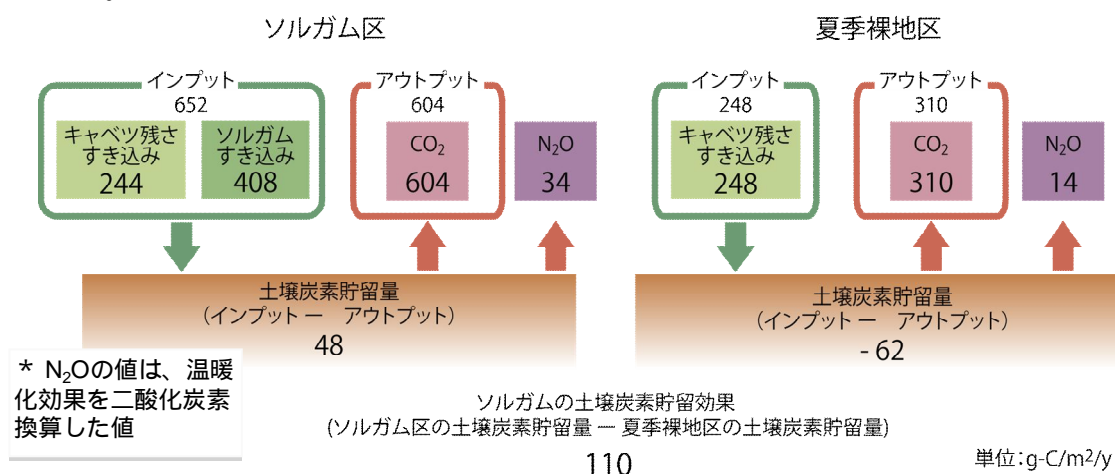 ソルガム区
インプット
652
キャベツ残さ
すき込み
244
ソルガム
すき込み
408
アウトプット
604
CO₂
604
N₂O
34
土壌炭素貯留量
(インプット ー アウトプット)
48
夏季裸地区
インプット
248
キャベツ残さ
すき込み
248
アウトプット
310
CO₂
310
N₂O
14
土壌炭素貯留量
(インプット ー アウトプット)
- 62
* N₂Oの値は、温暖
化効果を二酸化炭素
換算した値
ソルガムの土壌炭素貯留効果
(ソルガム区の土壌炭素貯留量 ー 夏季裸地区の土壌炭素貯留量)
110
単位:g-C/m²/y